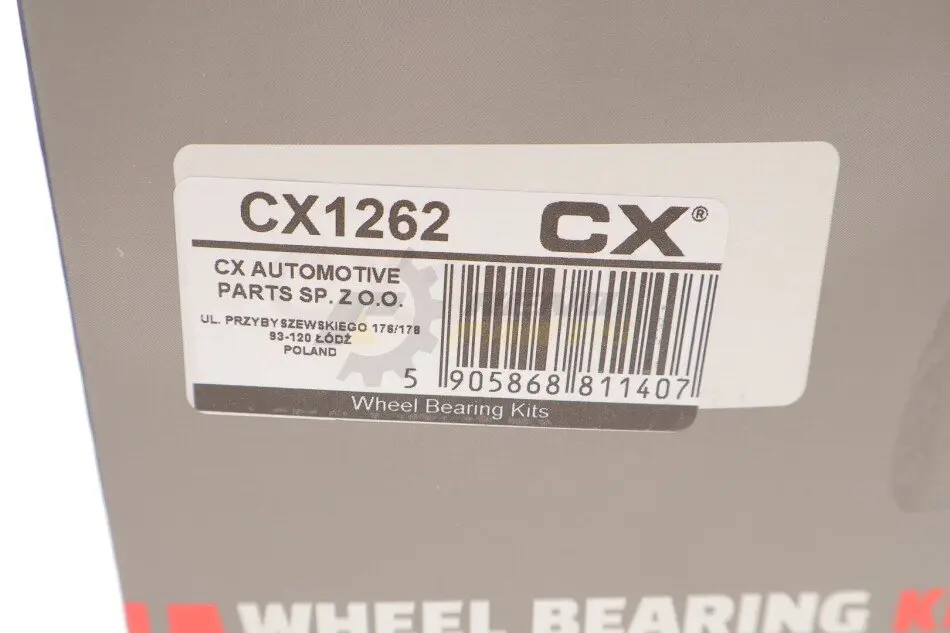 CX1262 CX®
CX AUTOMOTIVE
PARTS SP. Z O.O.
UL. PRZYBYSZEWSKIEGO 176/178
93-120 ŁÓDŹ
POLAND
5 905868 811407
Wheel Bearing Kits
WHEEL BEARING K